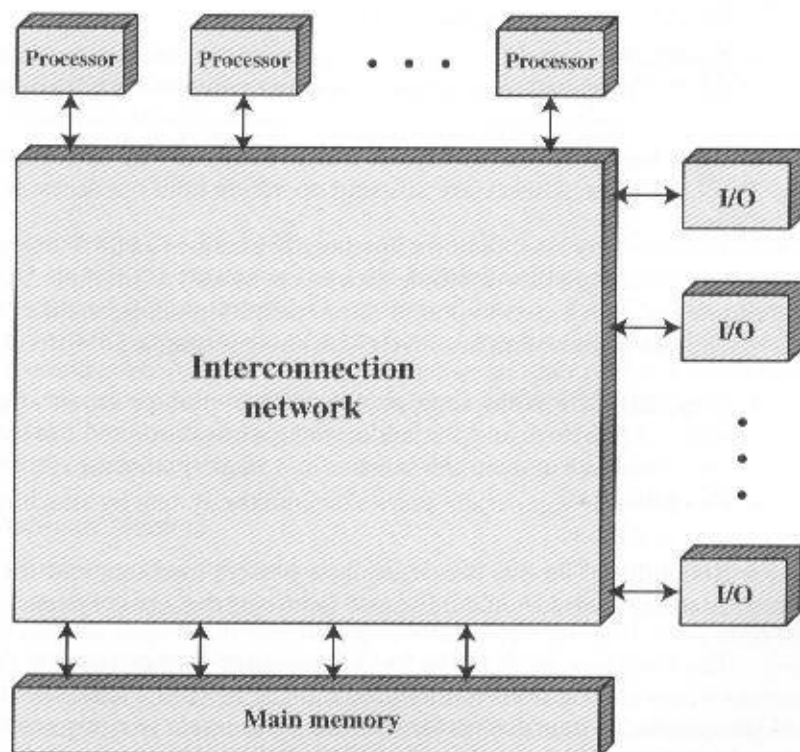 Processor
Processor
Processor
I/O
I/O
Interconnection
network
I/O
Main memory